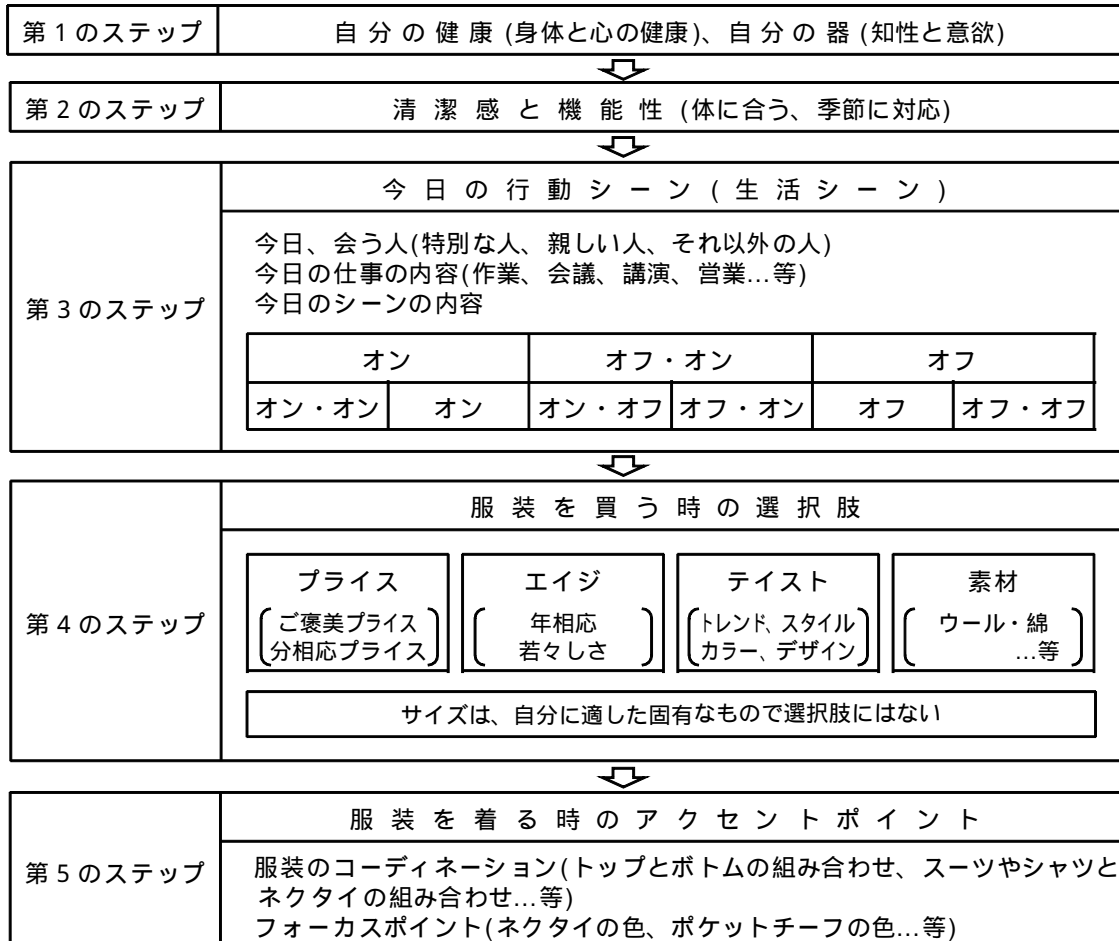 第1のステップ
自分の健康(身体と心の健康)、自分の器(知性と意欲)
第2のステップ
清潔感と機能性(体に合う、季節に対応)
第3のステップ
今日の行動シーン(生活シーン)
今日、会う人(特別な人、親しい人、それ以外の人)
今日の仕事の内容(作業、会議、講演、営業…等)
今日のシーンの内容
オン オフ・オン オフ
オン・オン オン オン・オフ オフ・オン オフ オフ・オフ
第4のステップ
服装を買う時の選択肢
プライス
ご褒美プライス
分相応プライス
エイジ
年相応
若々しさ
テイスト
トレンド、スタイル
カラー、デザイン
素材
ウール・綿
…等
サイズは、自分に適した固有なもので選択肢にはない
第5のステップ
服装を着る時のアクセントポイント
服装のコーディネーション(トップとボトムの組み合わせ、スーツやシャツと
ネクタイの組み合わせ…等)
フォーカスポイント(ネクタイの色、ポケットチーフの色…等)